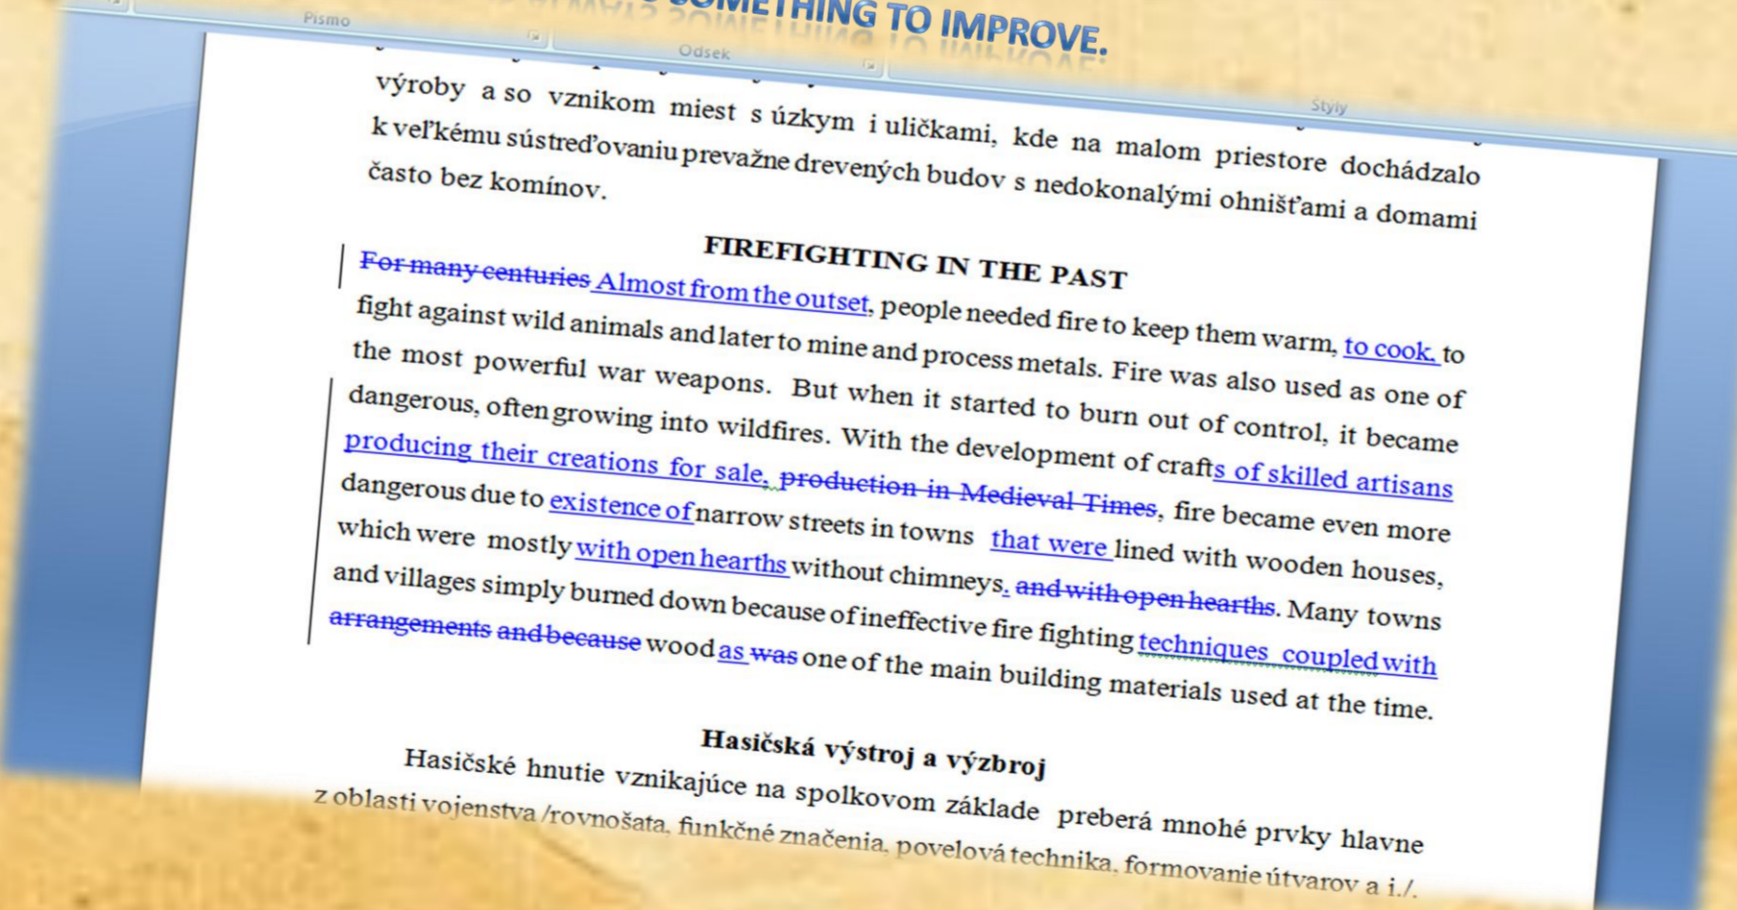 SOMETHING TO IMPROVE.
Písmo
Odsek
Štýly
výroby a so vznikom miest s úzkym i uličkami, kde na malom priestore dochádzalo
k veľkému sústreďovaniu prevažne drevených budov s nedokonalými ohnišťami a domami
často bez komínov.
FIREFIGHTING IN THE PAST
For many centuries Almost from the outset, people needed fire to keep them warm, to cook, to
fight against wild animals and later to mine and process metals. Fire was also used as one of
the most powerful war weapons. But when it started to burn out of control, it became
dangerous, often growing into wildfires. With the development of crafts of skilled artisans
producing their creations for sale, production in Medieval Times, fire became even more
dangerous due to existence of narrow streets in towns that were lined with wooden houses,
which were mostly with open hearths without chimneys. and with open hearths. Many towns
and villages simply burned down because of ineffective fire fighting techniques coupled with
arrangements and because wood as was one of the main building materials used at the time.
Hasičská výstroj a výzbroj
Hasičské hnutie vznikajúce na spolkovom základe preberá mnohé prvky hlavne
z oblasti vojenstva /rovnošata, funkčné značenia, povelová technika, formovanie útvarov a i./.